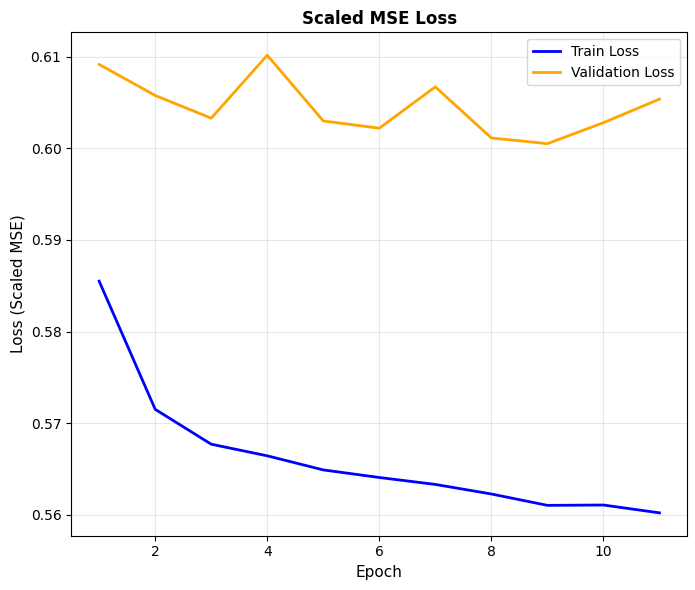 Scaled MSE Loss
Train Loss
Validation Loss
0.61
0.60
0.59
0.58
0.57
0.56
Loss (Scaled MSE)
2 4 6 8 10
Epoch